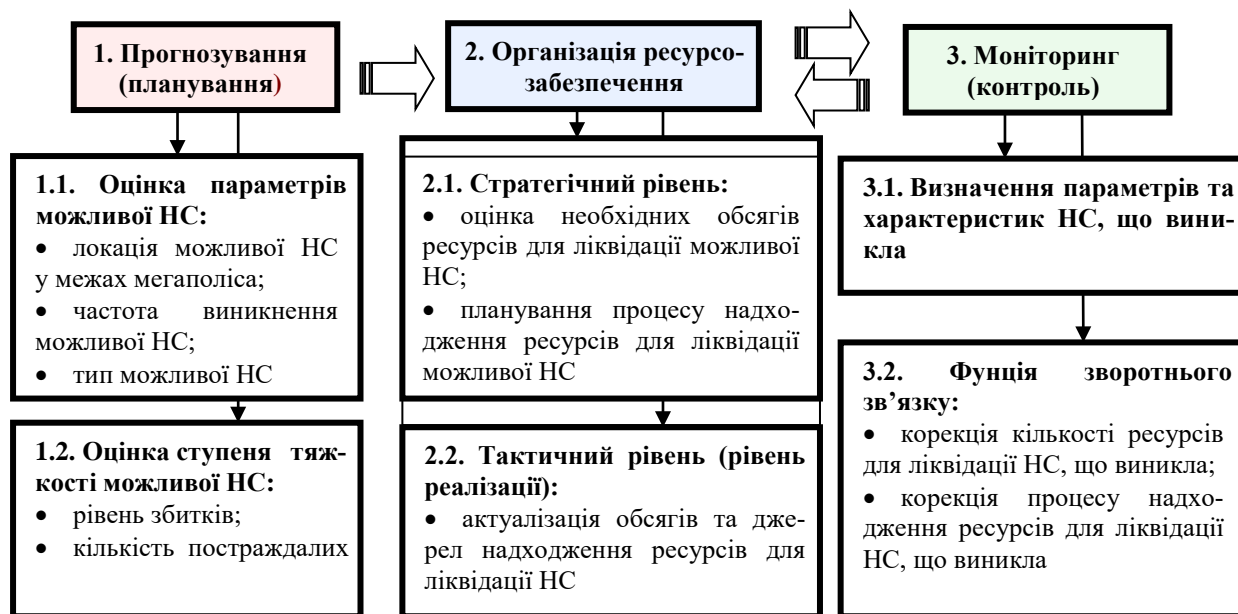 1. Прогнозування
(планування)
2. Організація ресурсо-
забезпечення
3. Моніторинг
(контроль)
1.1. Оцінка параметрів
можливої НС:
• локація можливої НС
у межах мегаполіса;
• частота виникнення
можливої НС;
• тип можливої НС
1.2. Оцінка ступеня тяж-
кості можливої НС:
• рівень збитків;
• кількість постраждалих
2.1. Стратегічний рівень:
• оцінка необхідних обсягів
ресурсів для ліквідації можливої
НС;
• планування процесу надхо-
дження ресурсів для ліквідації
можливої НС
2.2. Тактичний рівень (рівень
реалізації):
• актуалізація обсягів та дже-
рел надходження ресурсів для
ліквідації НС
3.1. Визначення параметрів та
характеристик НС, що вини-
кла
3.2. Фунція зворотнього
зв’язку:
• корекція кількості ресурсів
для ліквідації НС, що виникла;
• корекція процесу надхо-
дження ресурсів для ліквідації
НС, що виникла